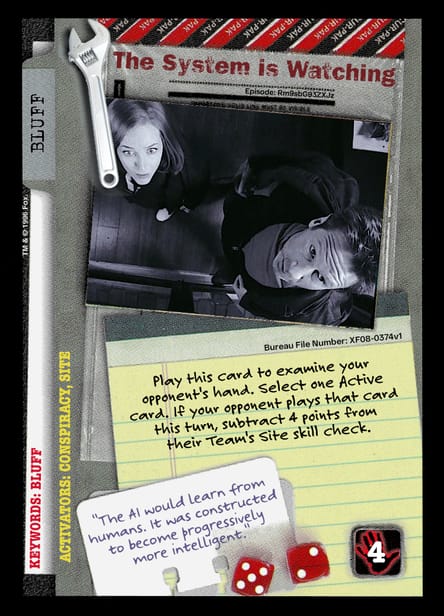 The System is Watching
Episode: Rm9sbG93ZXJz
BLUFF
TM & © 1996 Fox.
Bureau File Number: XF08-0374v1
Play this card to examine your
opponent's hand. Select one Active
card. If your opponent plays that card
this turn, subtract 4 points from
their Team's Site skill check.
KEYWORDS: BLUFF
ACTIVATORS: CONSPIRACY, SITE
"The AI would learn from
humans. It was constructed
to become progressively
more intelligent."
4